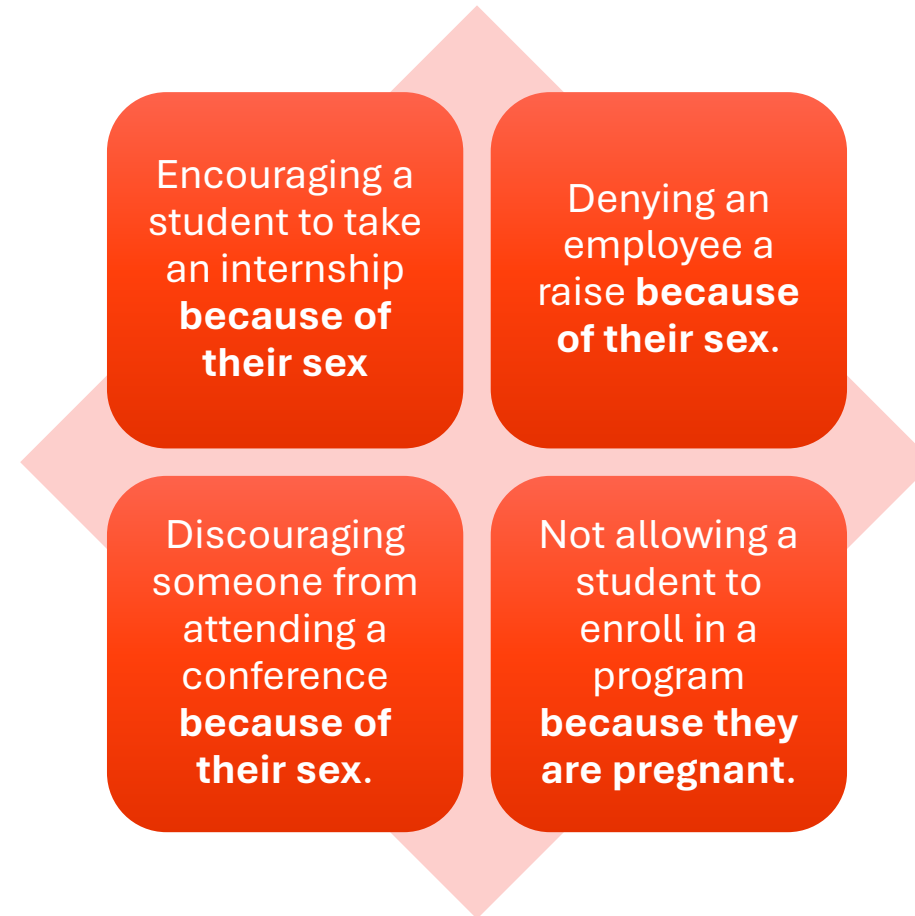 Encouraging a
student to take
an internship
because of
their sex
Denying an
employee a
raise because
of their sex.
Discouraging
someone from
attending a
conference
because of
their sex.
Not allowing a
student to
enroll in a
program
because they
are pregnant.